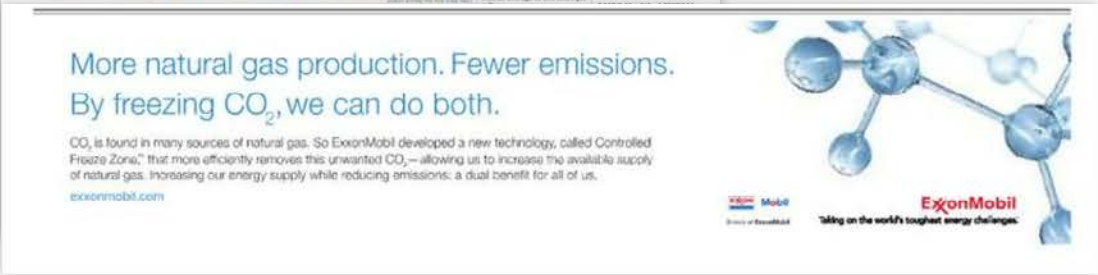 More natural gas production. Fewer emissions.
By freezing CO₂, we can do both.
CO₂ is found in many sources of natural gas. So ExxonMobil developed a new technology, called Controlled
Freeze Zone,™ that more efficiently removes this unwanted CO₂—allowing us to increase the available supply
of natural gas. Increasing our energy supply while reducing emissions: a dual benefit for all of us.
exxonmobil.com
Exxon Mobil
ExxonMobil
Taking on the world's toughest energy challenges.